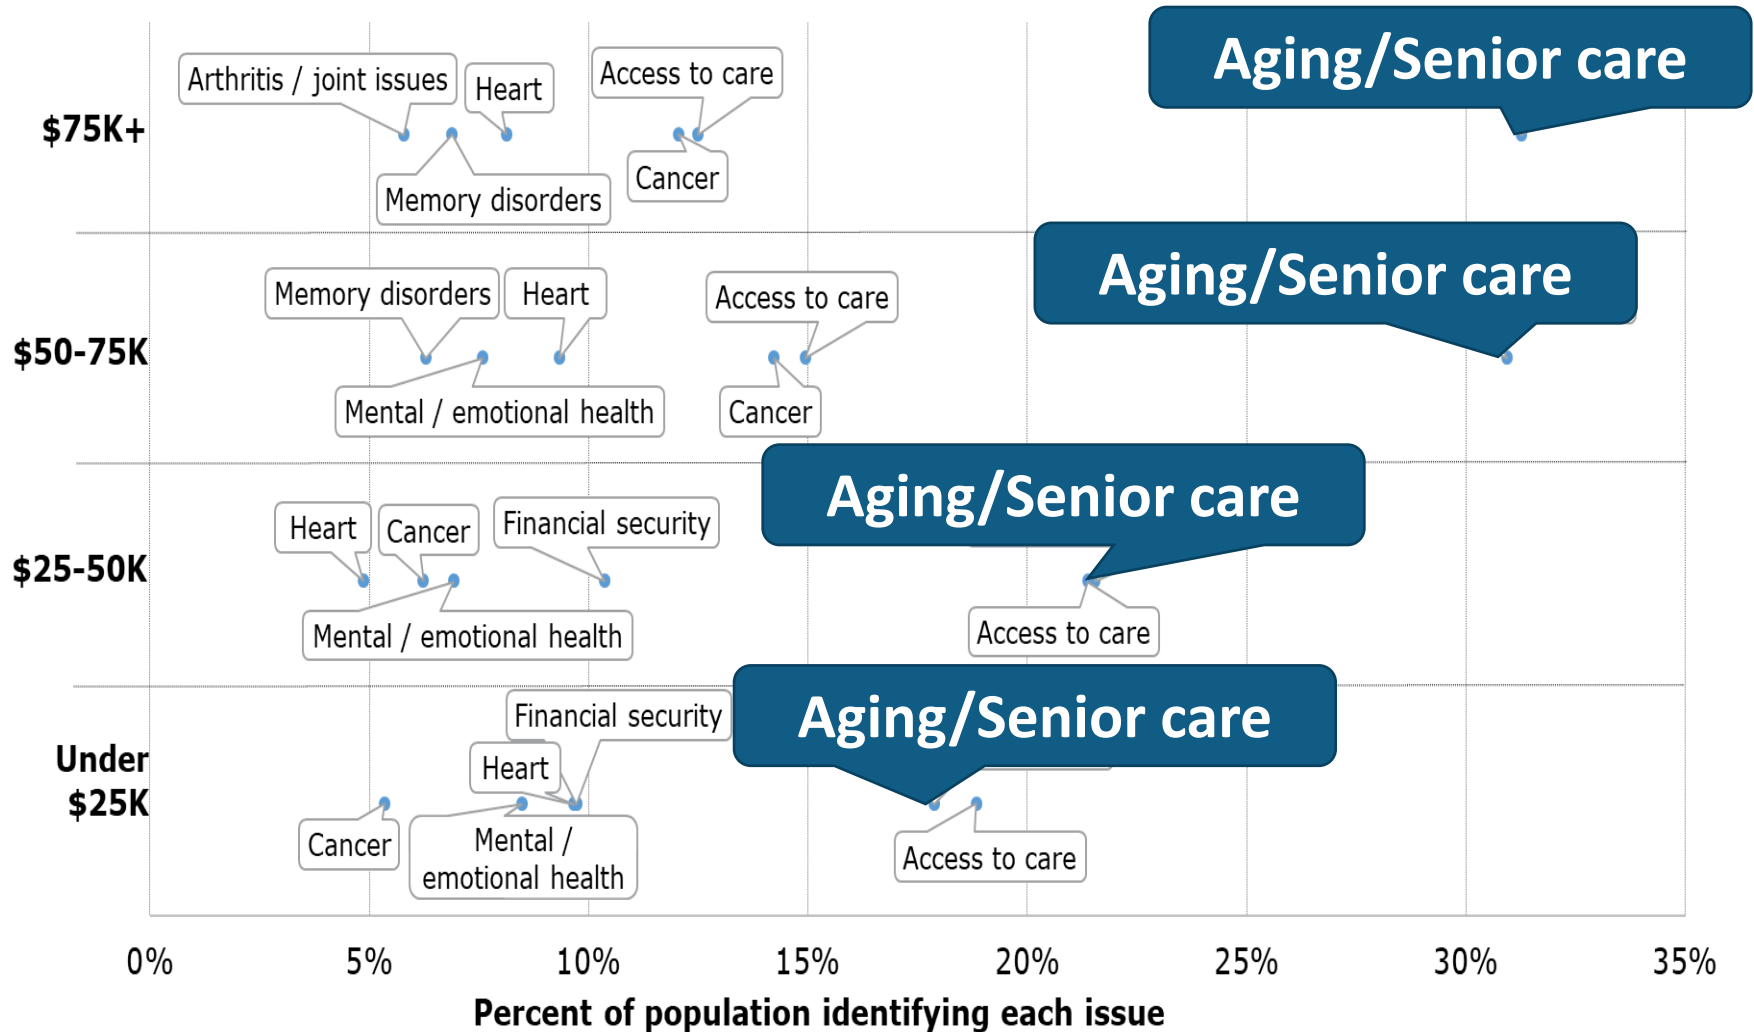 Aging/Senior care
Arthritis / joint issues
Heart
Access to care
$75K+
Cancer
Memory disorders
Aging/Senior care
Memory disorders
Heart
Access to care
$50-75K
Mental / emotional health
Cancer
Aging/Senior care
Heart
Cancer
Financial security
$25-50K
Mental / emotional health
Access to care
Aging/Senior care
Financial security
Heart
Under
$25K
Cancer
Mental /
emotional health
Access to care
0% 5% 10% 15% 20% 25% 30% 35%
Percent of population identifying each issue